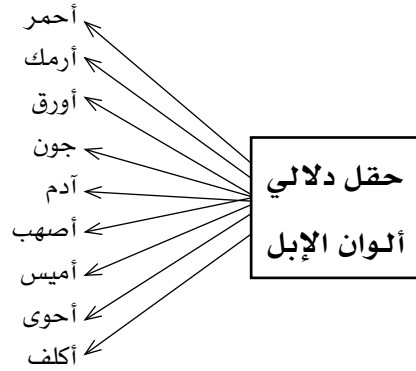 حقل دلالي
ألوان الإبل
أحمر
أرمك
أورق
جون
آدم
أصهب
أميس
أحوى
أكلف